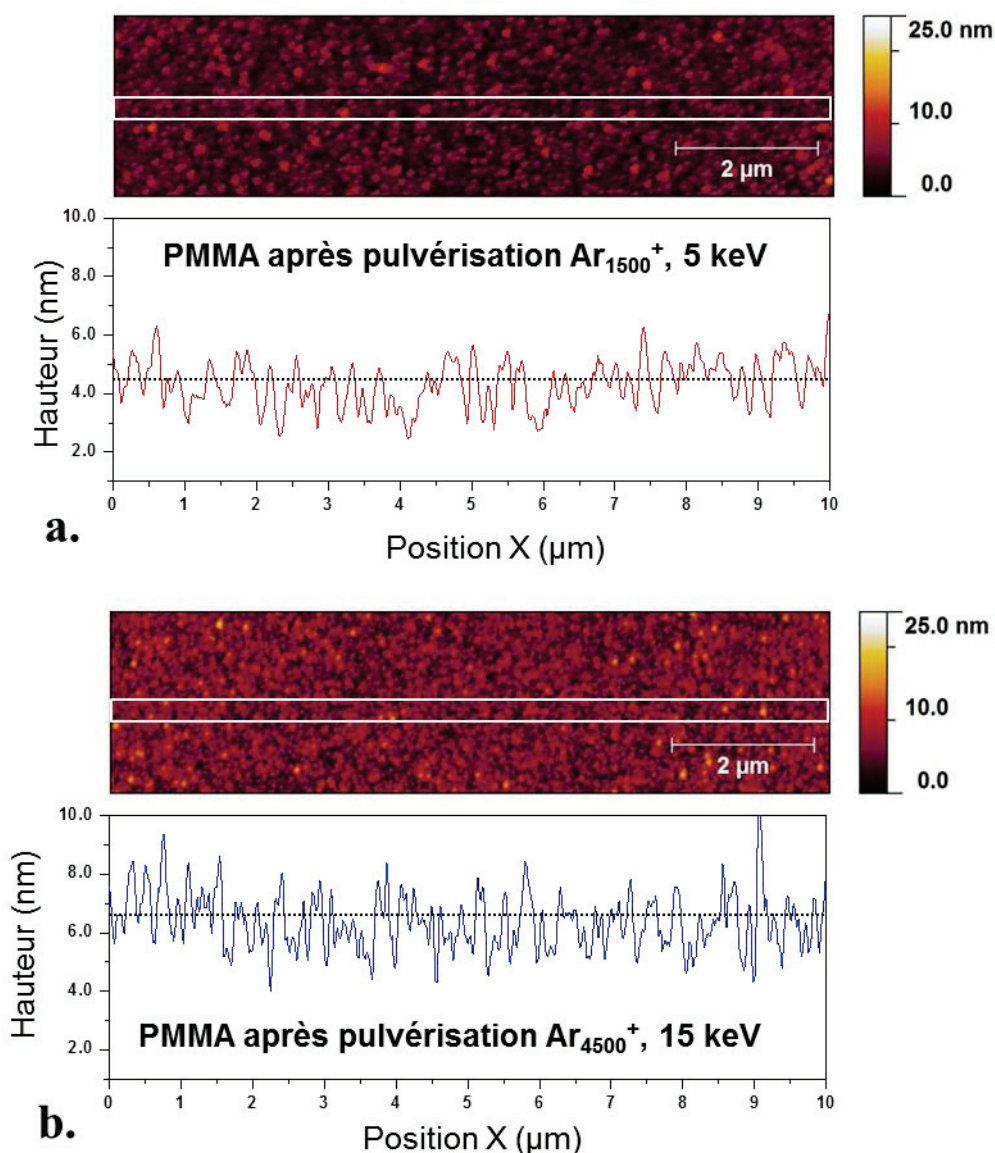 25.0 nm
10.0
0.0
2 µm
10.0
8.0
6.0
4.0
2.0
Hauteur (nm)
PMMA après pulvérisation Ar₁₅₀₀⁺, 5 keV
0 1 2 3 4 5 6 7 8 9 10
Position X (µm)
a.
25.0 nm
10.0
0.0
2 µm
10.0
8.0
6.0
4.0
2.0
Hauteur (nm)
PMMA après pulvérisation Ar₄₅₀₀⁺, 15 keV
0 1 2 3 4 5 6 7 8 9 10
Position X (µm)
b.